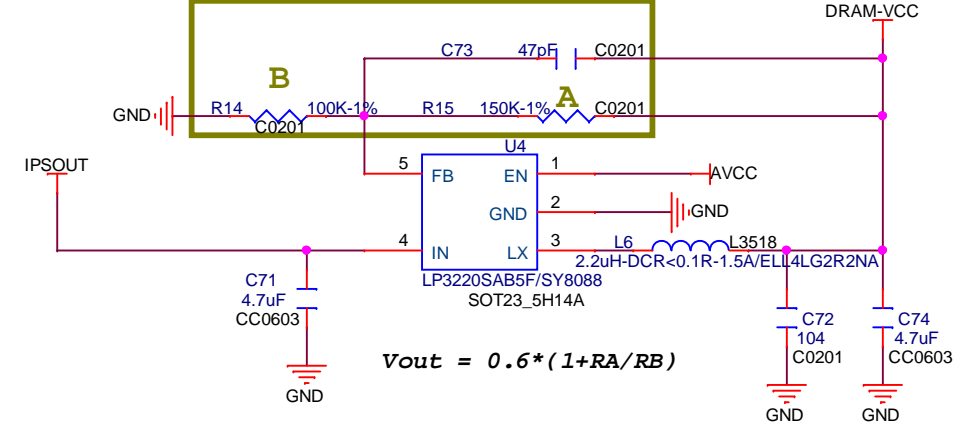 DRAM-VCC
C73 47pF C0201
B A
GND R14 100K-1% R15 150K-1% C0201
C0201
U4
IPSOUT
5 FB EN 1 AVCC
GND 2 GND
4 IN LX 3 L6 L3518
2.2uH-DCR<0.1R-1.5A/ELL4LG2R2NA
LP3220SAB5F/SY8088
SOT23_5H14A
C71
4.7uF
CC0603
C72
104
C0201
C74
4.7uF
CC0603
Vout = 0.6*(1+RA/RB)
GND
GND
GND